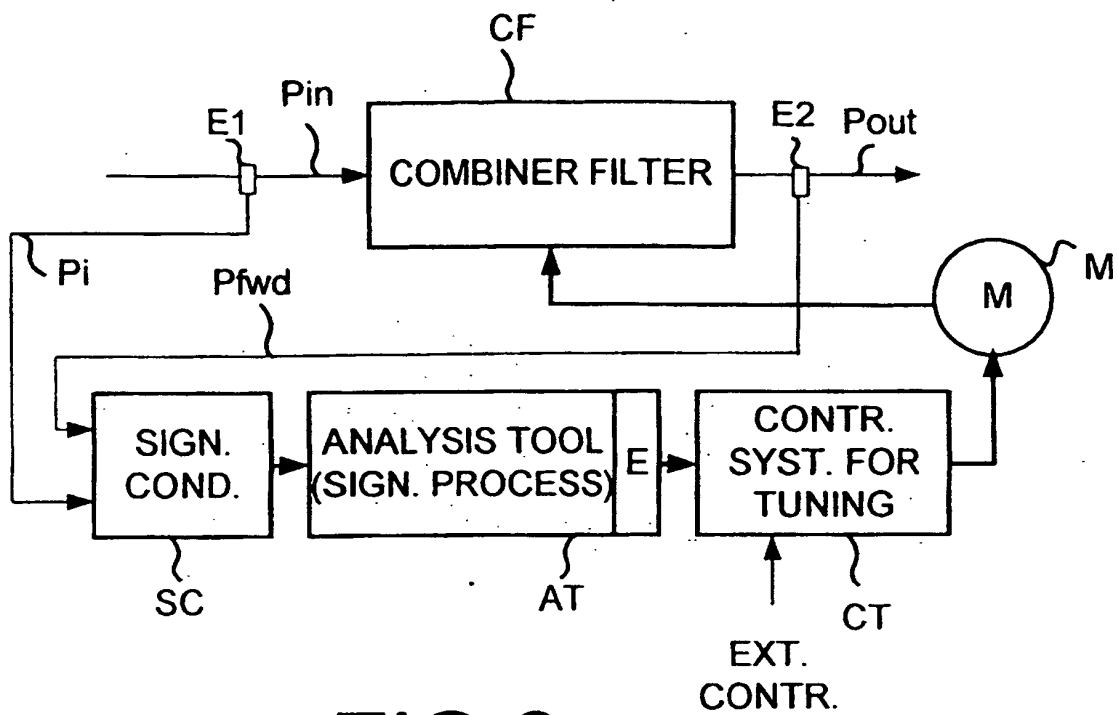 CF
E1
Pin
E2
Pout
COMBINER FILTER
Pi
Pfwd
M
M
SIGN.
COND.
ANALYSIS TOOL
(SIGN. PROCESS)
E
CONTR.
SYST. FOR
TUNING
SC
AT
CT
EXT.
CONTR.